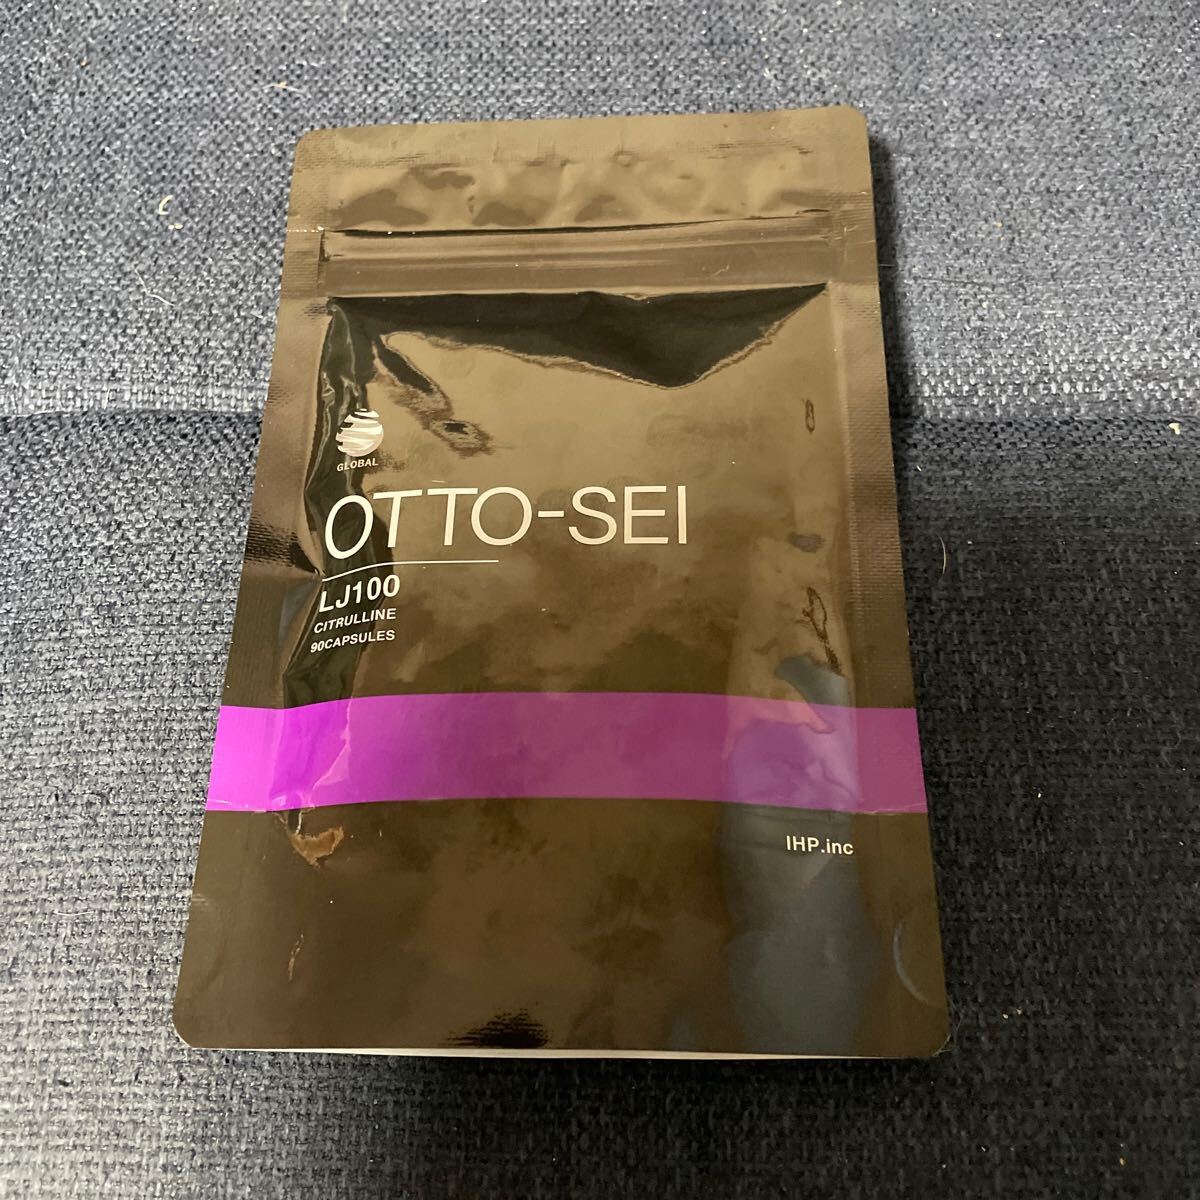 GLOBAL
OTTO-SEI
LJ100
CITRULLINE
90CAPSULES
IHP.inc